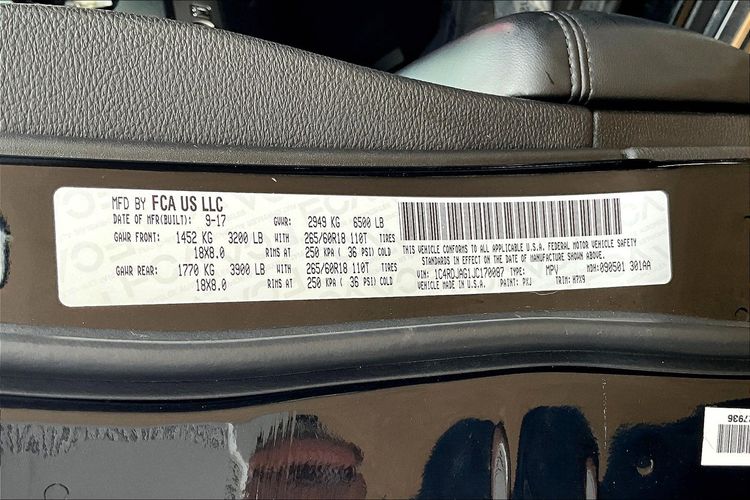 MFD BY FCA US LLC
DATE OF MFR(BUILT): 9-17 GVWR: 2949 KG 6500 LB
GAWR FRONT: 1452 KG 3200 LB WITH 265/60R18 110T TIRES
18X8.0 RIMS AT 250 KPA ( 36 PSI) COLD
GAWR REAR: 1770 KG 3900 LB WITH 265/60R18 110T TIRES
18X8.0 RIMS AT 250 KPA ( 36 PSI) COLD
THIS VEHICLE CONFORMS TO ALL APPLICABLE U.S.A. FEDERAL MOTOR VEHICLE SAFETY
STANDARDS IN EFFECT ON THE DATE OF MANUFACTURE SHOWN ABOVE.
VIN: 1C4RDJAG1JC170087 TYPE: MPV MDH: 090501 301AA
VEHICLE MADE IN U.S.A. PAINT: PXJ TRIM: H7X9